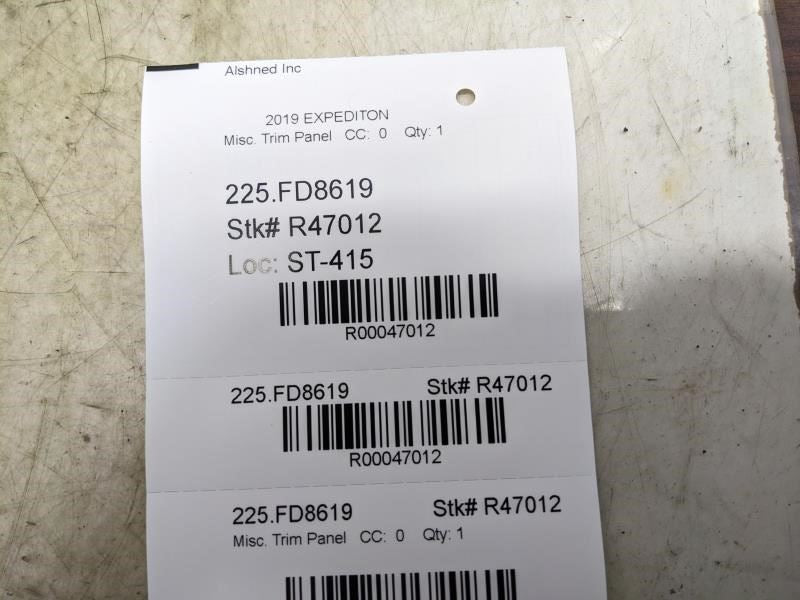 Alshned Inc
2019 EXPEDITON
Misc. Trim Panel CC: 0 Qty: 1
225.FD8619
Stk# R47012
Loc: ST-415
R00047012
225.FD8619 Stk# R47012
R00047012
225.FD8619 Stk# R47012
Misc. Trim Panel CC: 0 Qty: 1